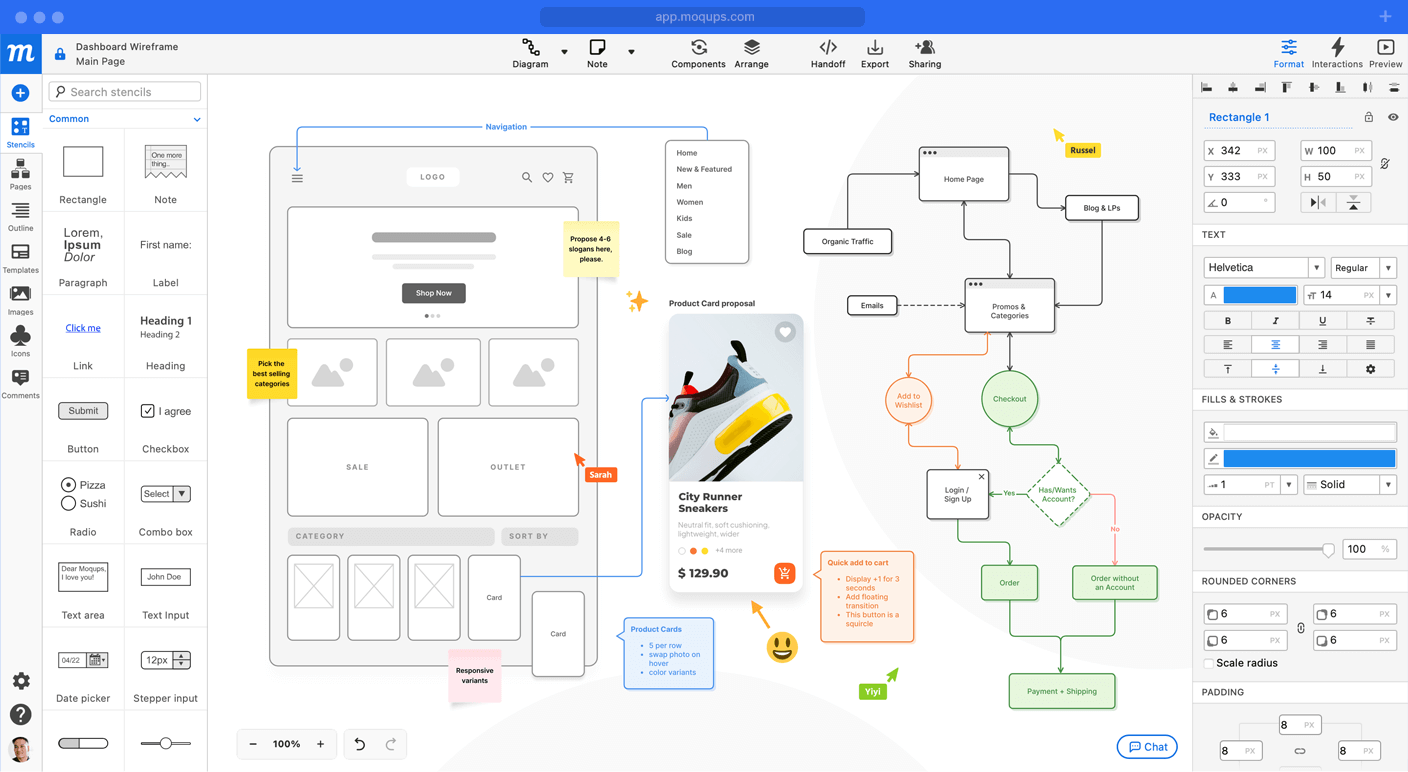 app.moqups.com
m
Dashboard Wireframe
Main Page
Diagram
Note
Components
Arrange
Handoff
Export
Sharing
Format
Interactions
Preview
Search stencils
Common
Stencils
Pages
Outline
Templates
Images
Icons
Comments
Rectangle
One more
thing..
Note
Lorem,
Ipsum
Dolor
Paragraph
First name:
Label
Click me
Link
Heading 1
Heading 2
Heading
Submit
Button
I agree
Checkbox
Pizza
Sushi
Radio
Select
Combo box
Dear Moqups,
I love you!
Text area
John Doe
Text Input
04/22
Date picker
12px
Stepper input
Navigation
LOGO
Shop Now
Propose 4-6
slogans here,
please.
Pick the
best selling
categories
SALE
OUTLET
Sarah
CATEGORY
SORT BY
Card
Card
Responsive
variants
Home
New & Featured
Men
Women
Kids
Sale
Blog
Product Card proposal
City Runner
Sneakers
Neutral fit, soft cushioning,
lightweight, wider
+4 more
$ 129.90
Product Cards
• 5 per row
• swap photo on
hover
• color variants
Quick add to cart
• Display +1 for 3
seconds
• Add floating
transition
• This button is a
squircle
Russel
Home Page
Blog & LPs
Organic Traffic
Emails
Promos &
Categories
Add to
Wishlist
Checkout
Login /
Sign Up
Yes
Has/Wants
Account?
No
Order
Order without
an Account
Payment + Shipping
Yiyi
100%
Chat
Rectangle 1
X 342 PX
W 100 PX
Y 333 PX
H 50 PX
0 °
TEXT
Helvetica
Regular
A
14 PX
B I U T
FILLS & STROKES
1 PT
Solid
OPACITY
100 %
ROUNDED CORNERS
6 PX
6 PX
6 PX
6 PX
Scale radius
PADDING
8 PX
8 PX
8 PX